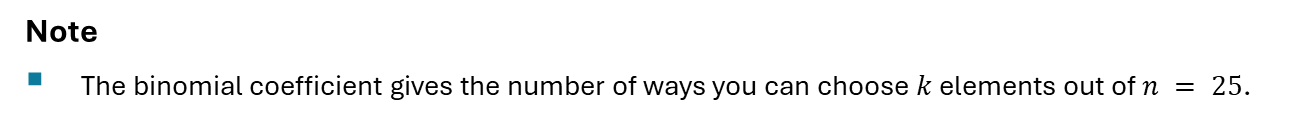 Note
The binomial coefficient gives the number of ways you can choose k elements out of n = 25.